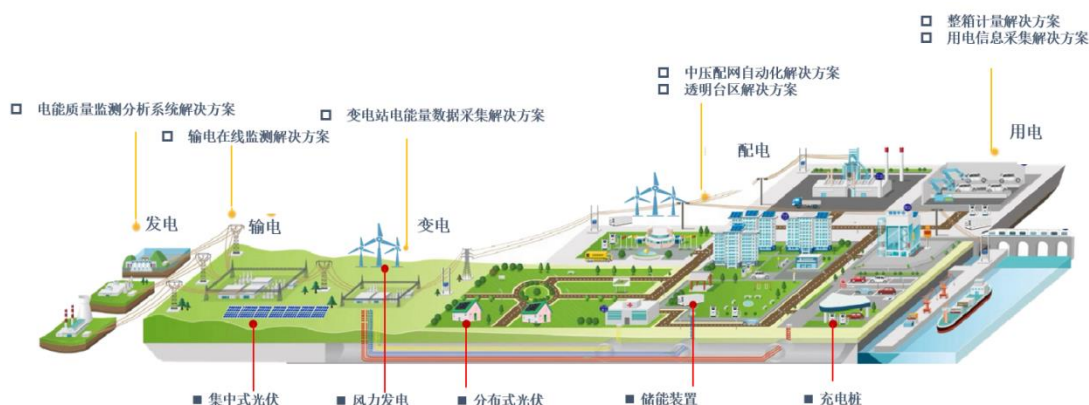 整箱计量解决方案
用电信息采集解决方案
中压配网自动化解决方案
透明台区解决方案
电能质量监测分析系统解决方案
变电站电能量数据采集解决方案
输电在线监测解决方案
用电
配电
发电
输电
变电
集中式光伏
风力发电
分布式光伏
储能装置
充电桩